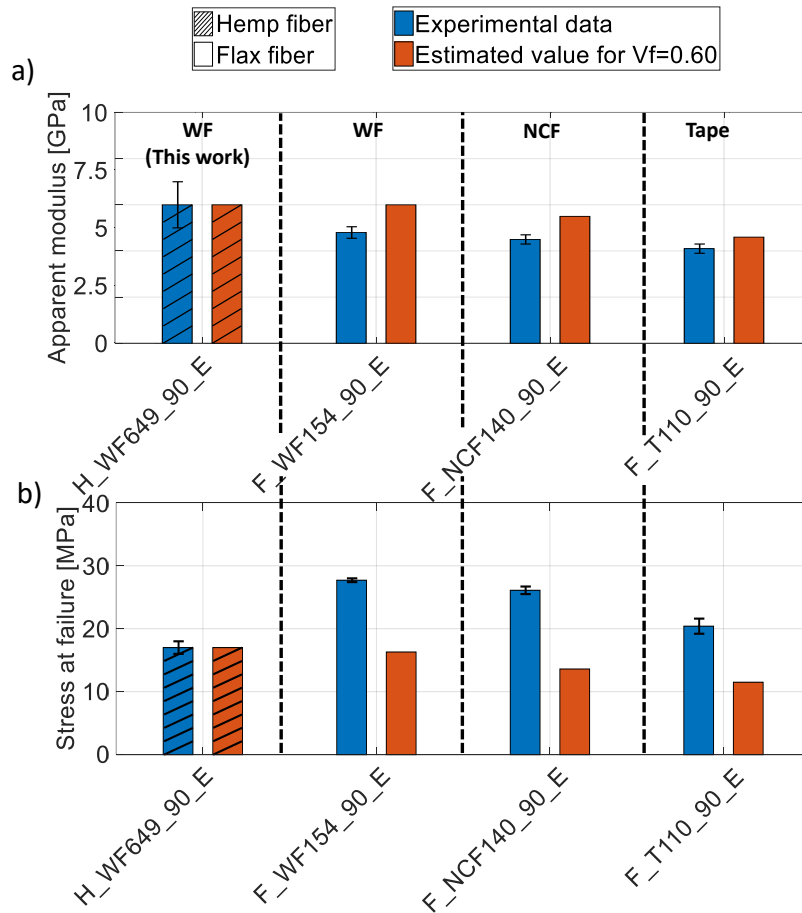 Hemp fiber
Flax fiber
Experimental data
Estimated value for Vf=0.60
a)
Apparent modulus [GPa]
10
7.5
5
2.5
0
WF
(This work)
WF
NCF
Tape
H_WF649_90_E
F_WF154_90_E
F_NCF140_90_E
F_T110_90_E
b)
Stress at failure [MPa]
40
30
20
10
0
H_WF649_90_E
F_WF154_90_E
F_NCF140_90_E
F_T110_90_E